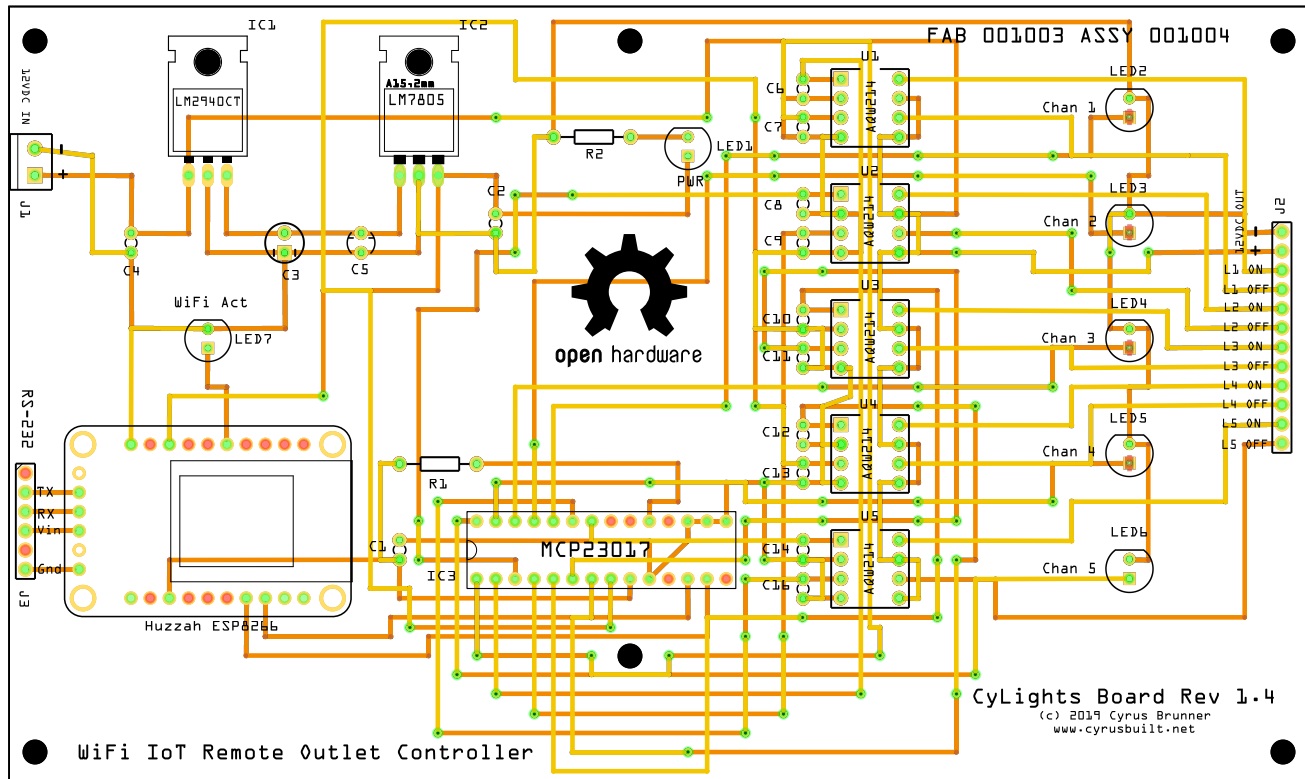 IC1
IC2
FAB 001003 ASSY 001004
12VDC IN
LM2940CT
A15,2mm
LM7805
U1
LED2
C6
AQW214
Chan 1
C7
R2
LED1
PWR
J1
U2
LED3
C2
C8
AQW214
Chan 2
12VDC OUT
J2
C9
C4
C3
C5
L1 ON
L1 OFF
L2 ON
L2 OFF
L3 ON
L3 OFF
L4 ON
L4 OFF
L5 ON
L5 OFF
WiFi Act
LED7
open hardware
U3
LED4
C10
AQW214
Chan 3
C11
RS-232
U4
LED5
C12
AQW214
Chan 4
C13
R1
TX
RX
Vin
Gnd
J3
C1
IC3
MCP23017
U5
LED6
C14
AQW214
Chan 5
C16
Huzzah ESP8266
CyLights Board Rev 1.4
(c) 2019 Cyrus Brunner
www.cyrusbuilt.net
WiFi IoT Remote Outlet Controller